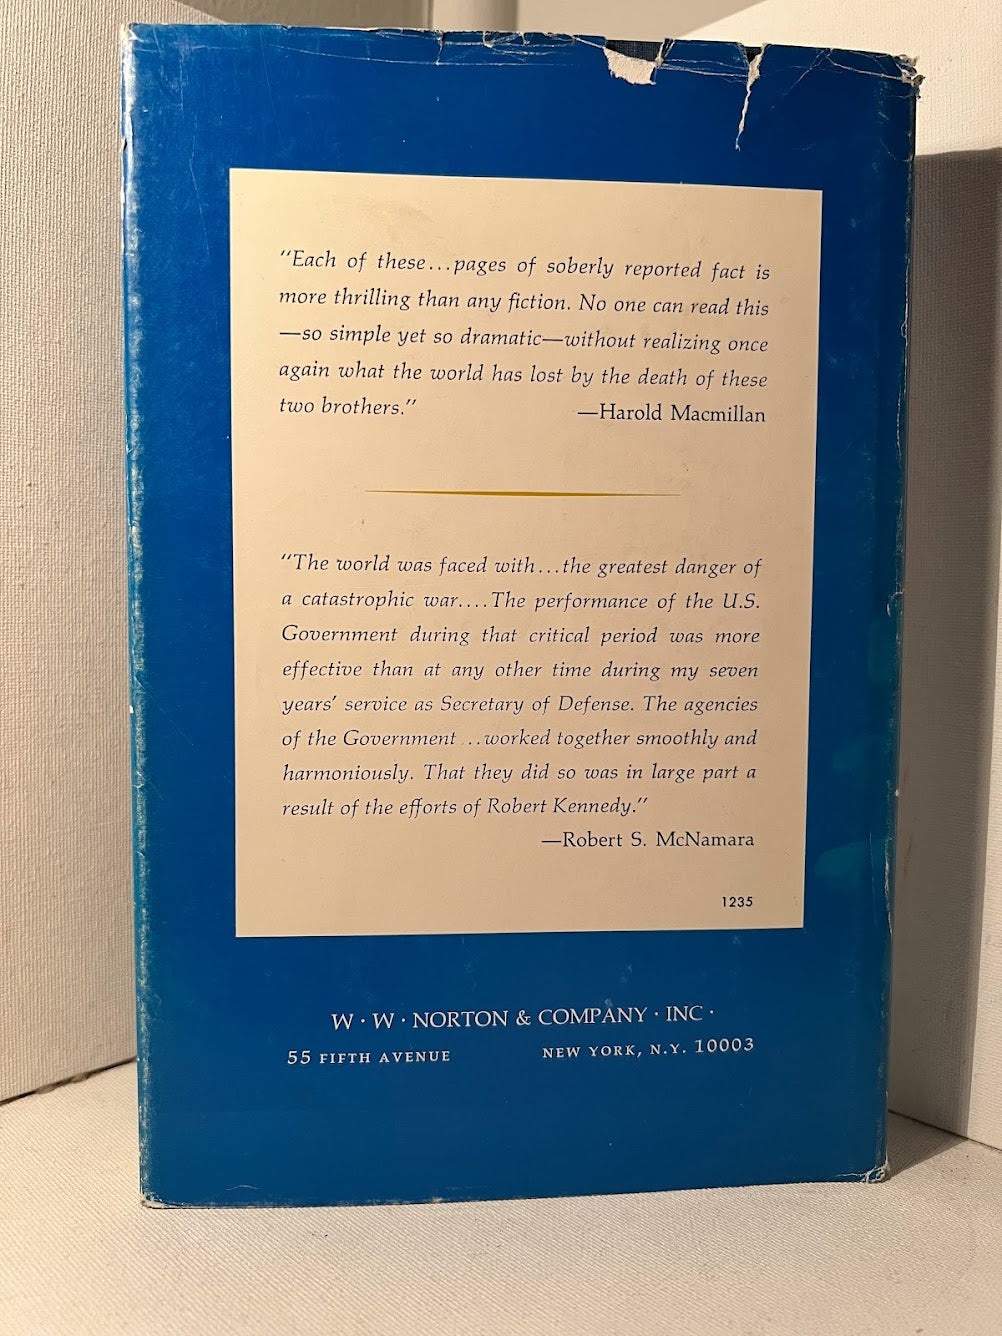 “Each of these...pages of soberly reported fact is
more thrilling than any fiction. No one can read this
—so simple yet so dramatic—without realizing once
again what the world has lost by the death of these
two brothers.” —Harold Macmillan
“The world was faced with...the greatest danger of
a catastrophic war....The performance of the U.S.
Government during that critical period was more
effective than at any other time during my seven
years’ service as Secretary of Defense. The agencies
of the Government...worked together smoothly and
harmoniously. That they did so was in large part a
result of the efforts of Robert Kennedy.”
—Robert S. McNamara
1235
W · W · NORTON & COMPANY · INC ·
55 FIFTH AVENUE NEW YORK, N.Y. 10003